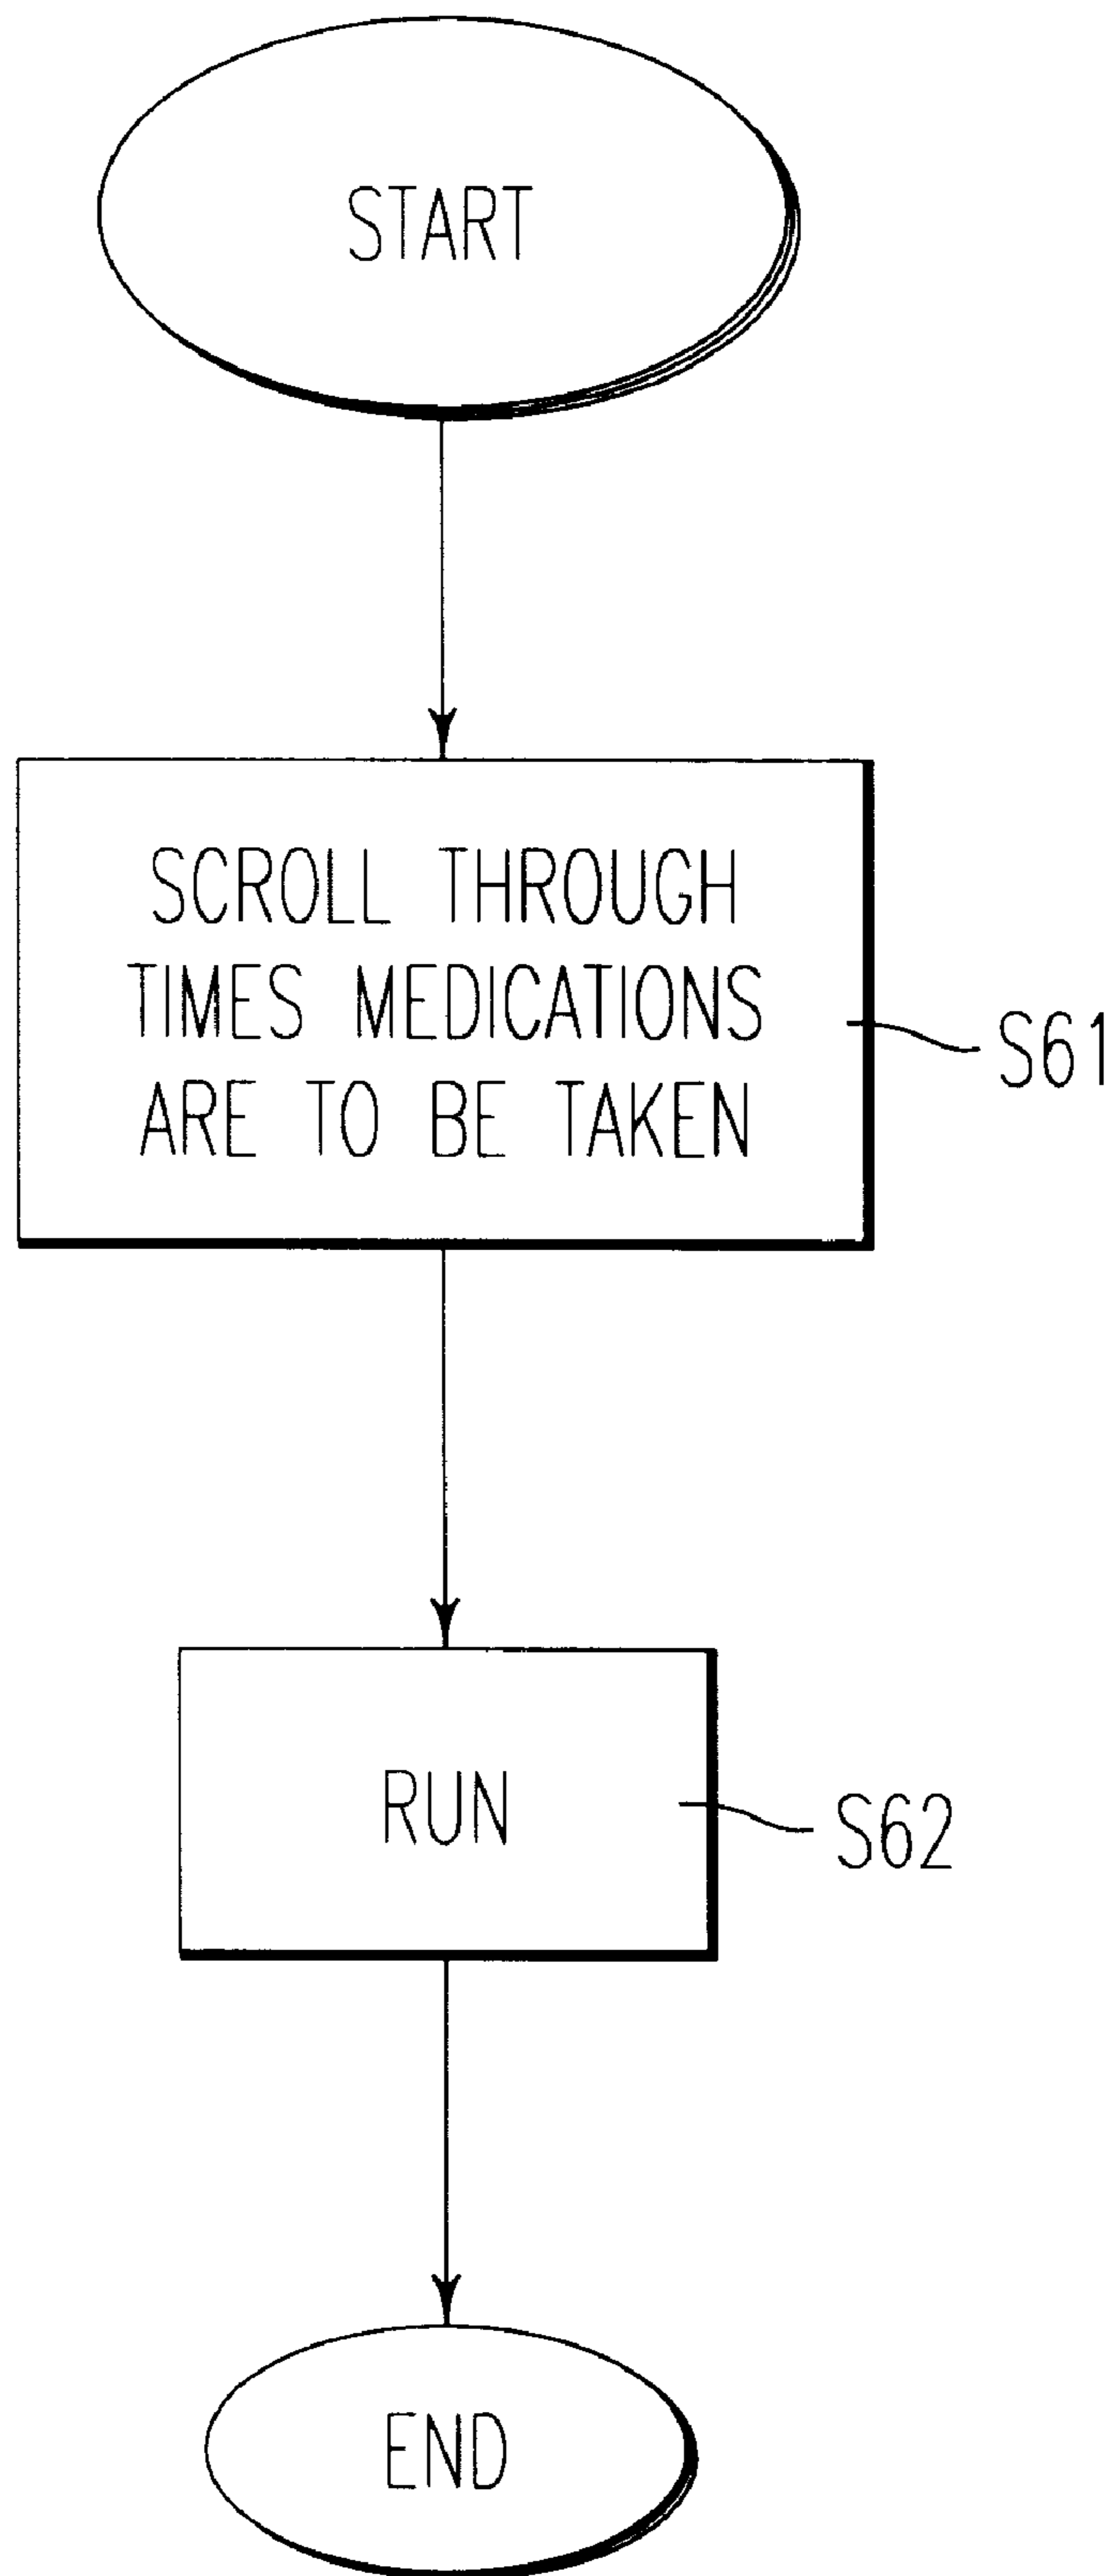 START
SCROLL THROUGH
TIMES MEDICATIONS
ARE TO BE TAKEN
S61
RUN
S62
END